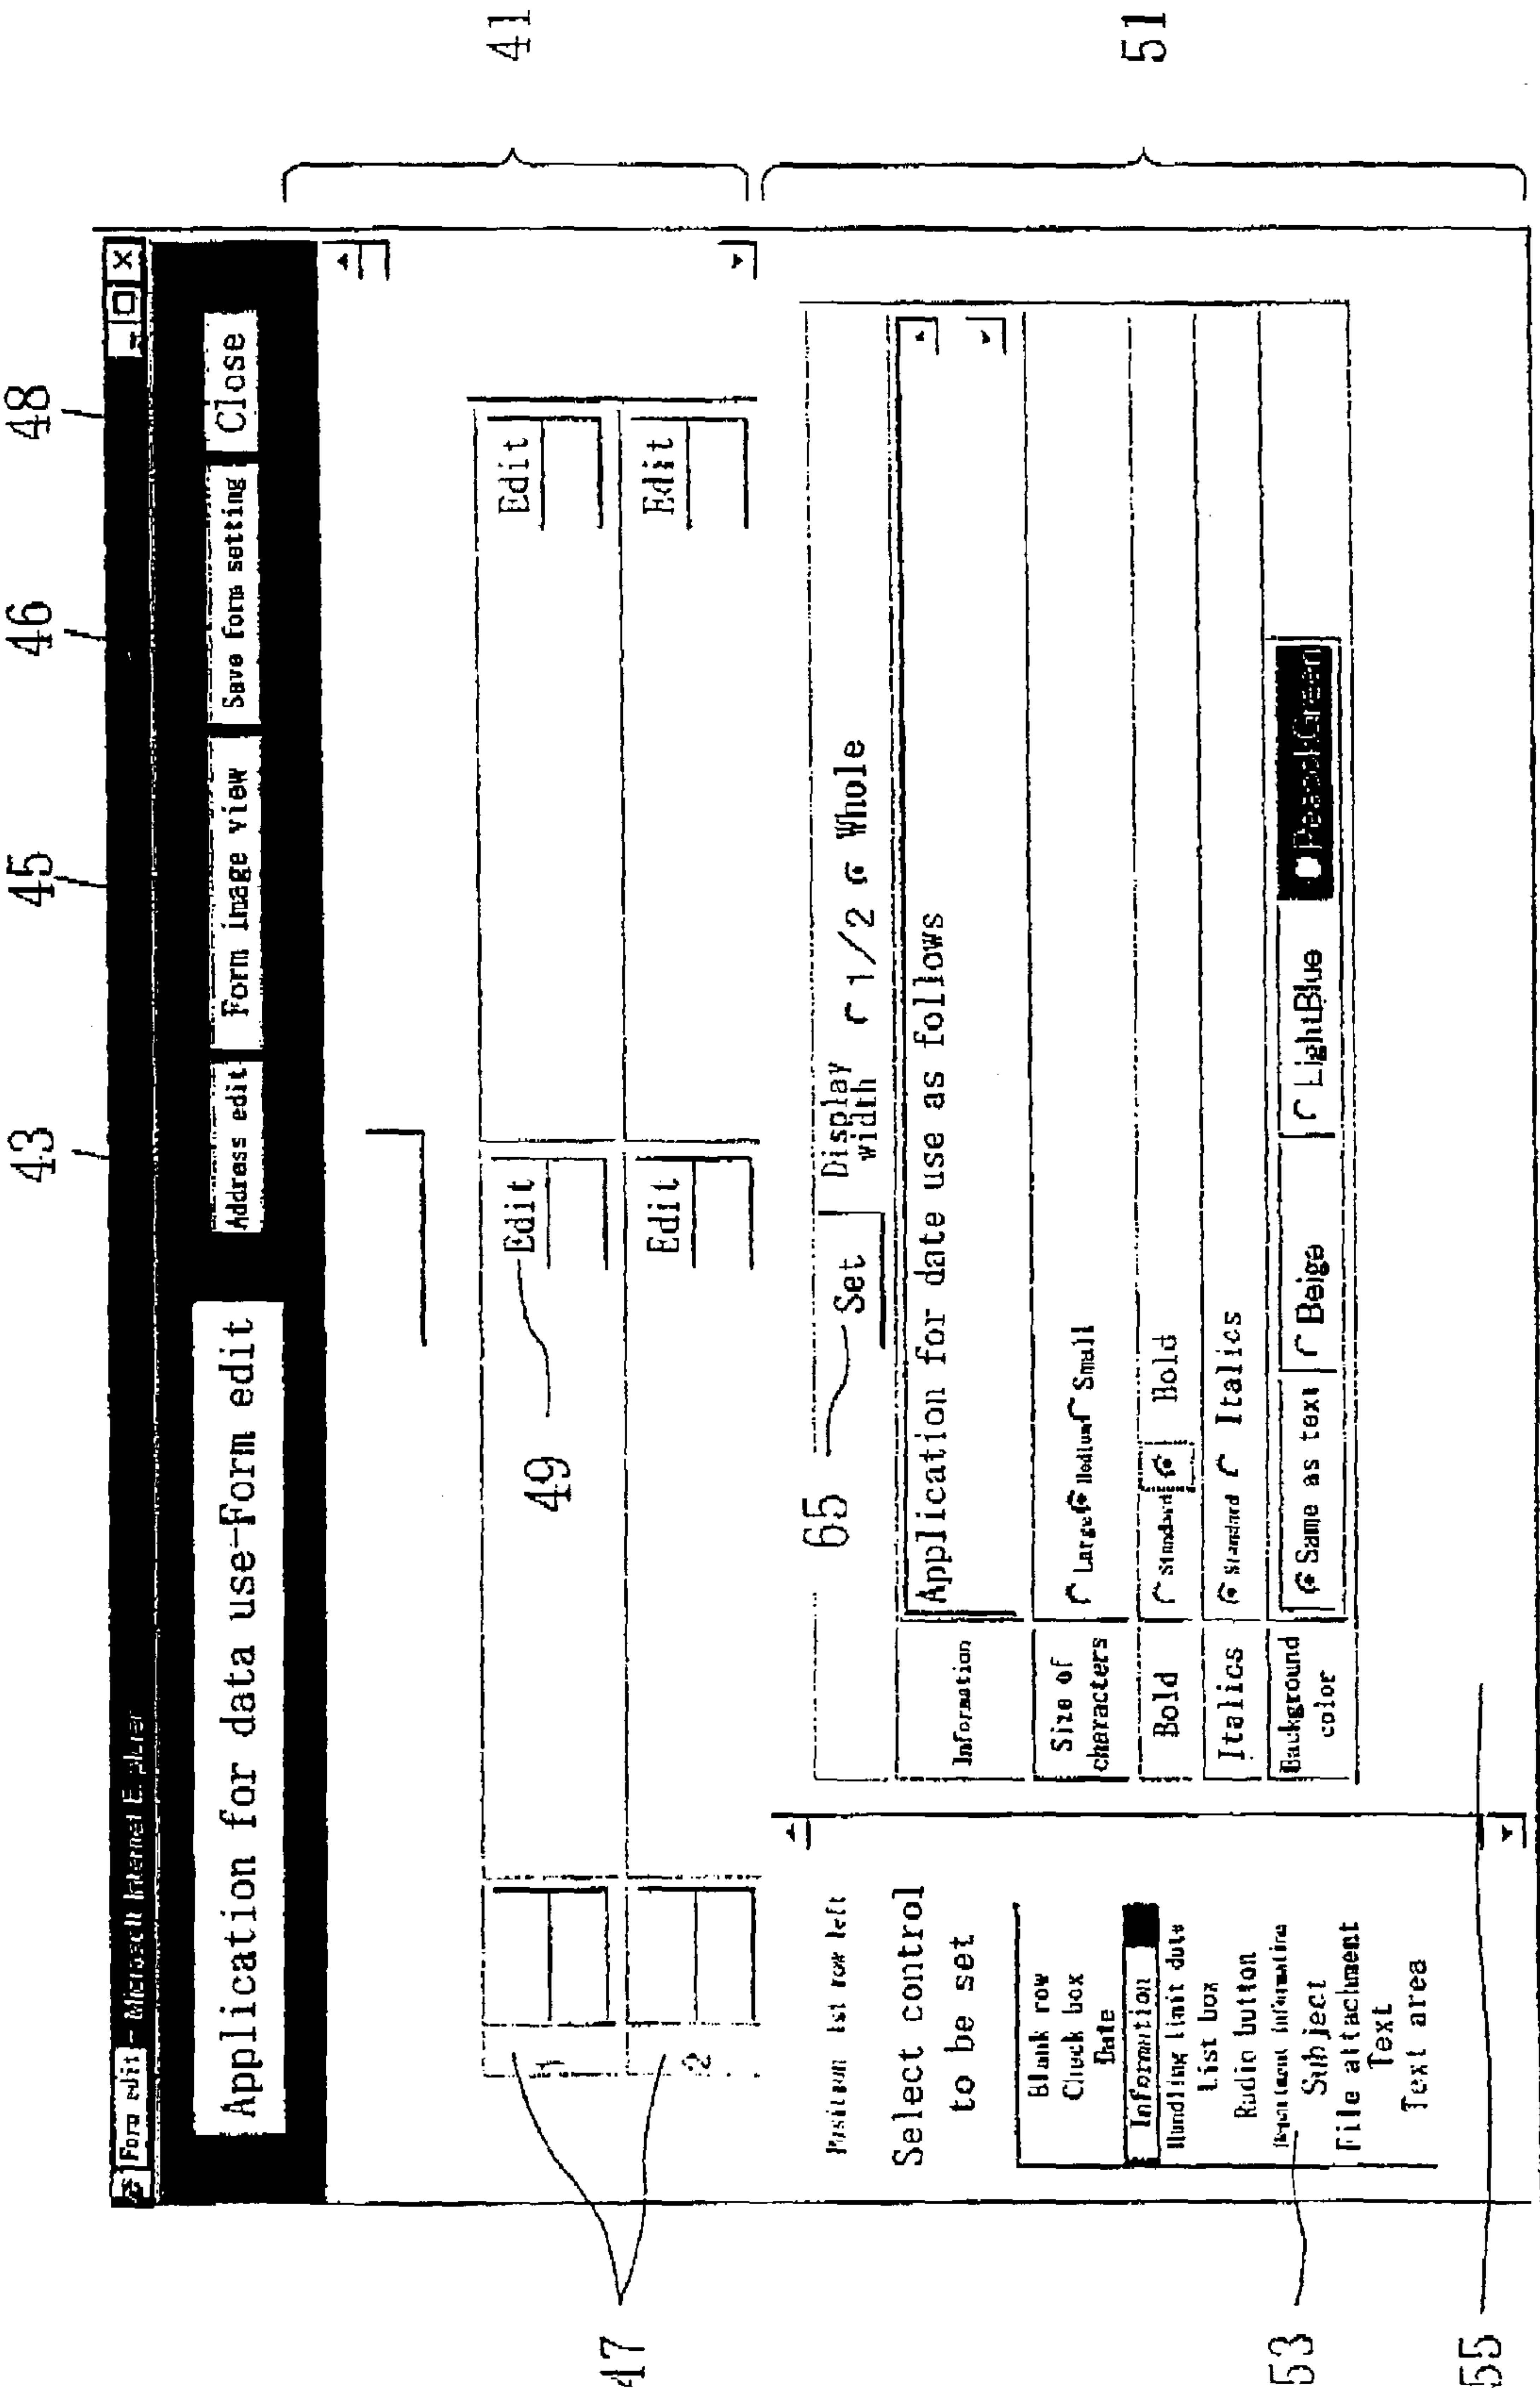 43 45 46 48
Form edit - Microsoft Internet Explorer
Application for data use-Form edit
Address edit
Form image view
Save form setting
Close
41
49
Edit
Edit
1
Edit
Edit
2
47
51
Position 1st row left
Select control
to be set
Blank row
Check box
Date
Information
Handling limit date
List box
Radio button
Important information
Subject
File attachment
Text
Text area
53
55
65
Set
Display
width
1/2
Whole
Information
Application for date use as follows
Size of
characters
Large
Medium
Small
Bold
Standard
Hold
Italics
Standard
Italics
Background
color
Same as text
Beige
LightBlue
PeacockGreen